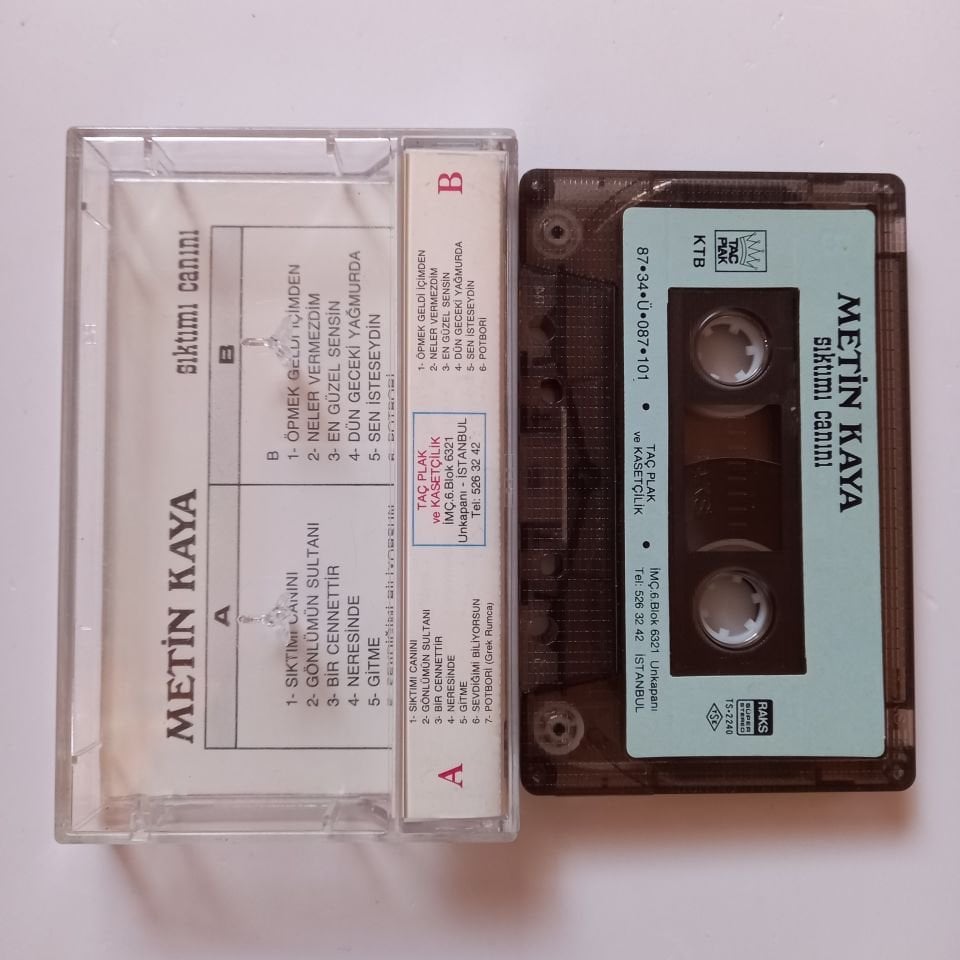 METİN KAYA
sıktımı canını
A
1- SIKTIMI CANINI
2- GÖNLÜMÜN SULTANI
3- BİR CENNETTİR
4- NERESİNDE
5- GİTME
B
B
1- ÖPMEK GELDİ İÇİMDEN
2- NELER VERMEZDİM
3- EN GÜZEL SENSİN
4- DÜN GECEKİ YAĞMURDA
5- SEN İSTESEYDİN
A
1- SIKTIMI CANINI
2- GÖNLÜMÜN SULTANI
3- BİR CENNETTİR
4- NERESİNDE
5- GİTME
6- SEVDİĞİMİ BİLİYORSUN
7- POTBORİ (Grek Rumca)
TAÇ PLAK
ve KASETÇİLİK
İMÇ.6.Blok 6321
Unkapanı - İSTANBUL
Tel: 526 32 42
B
1- ÖPMEK GELDİ İÇİMDEN
2- NELER VERMEZDİM
3- EN GÜZEL SENSİN
4- DÜN GECEKİ YAĞMURDA
5- SEN İSTESEYDİN
6- POTBORİ
METİN KAYA
sıktımı canını
TAÇ
PLAK
KTB
87•34•Ü•087•101
TAÇ PLAK
ve KASETÇİLİK
İMÇ.6.Blok 6321 Unkapanı
Tel: 526 32 42 İSTANBUL
RAKS
SÜPER
STEREO
TS•2240
TSE